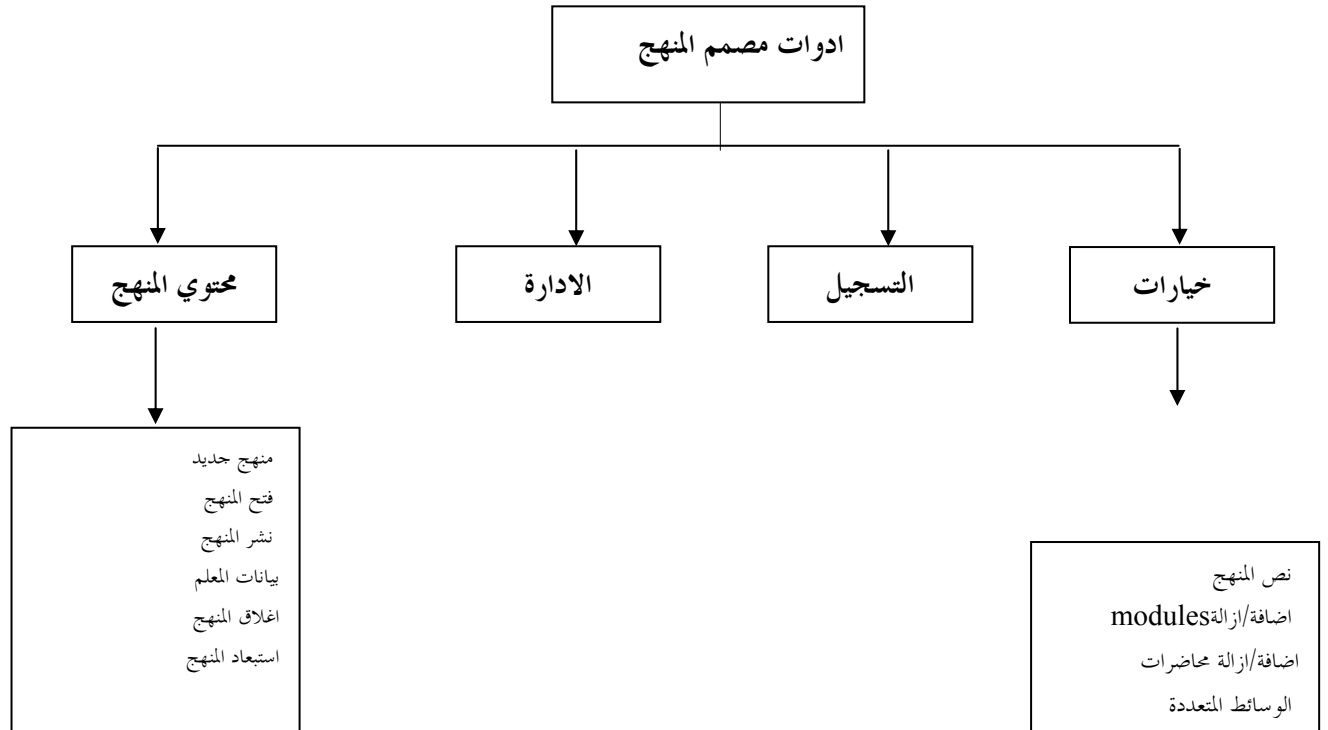 ادوات مصمم المنهج
خيارات
التسجيل
الادارة
محتوي المنهج
نص المنهج
اضافة/ازالةmodules
اضافة/ازالة محاضرات
الوسائط المتعددة
منهج جديد
فتح المنهج
نشر المنهج
بيانات المعلم
اغلاق المنهج
استبعاد المنهج